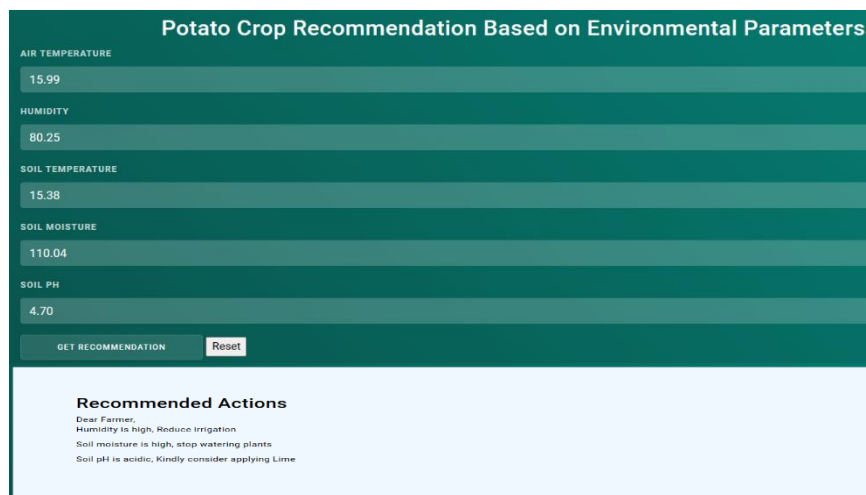 Potato Crop Recommendation Based on Environmental Parameters
AIR TEMPERATURE
15.99
HUMIDITY
80.25
SOIL TEMPERATURE
15.38
SOIL MOISTURE
110.04
SOIL PH
4.70
GET RECOMMENDATION Reset
Recommended Actions
Dear Farmer,
Humidity is high, Reduce irrigation
Soil moisture is high, stop watering plants
Soil pH is acidic, Kindly consider applying Lime